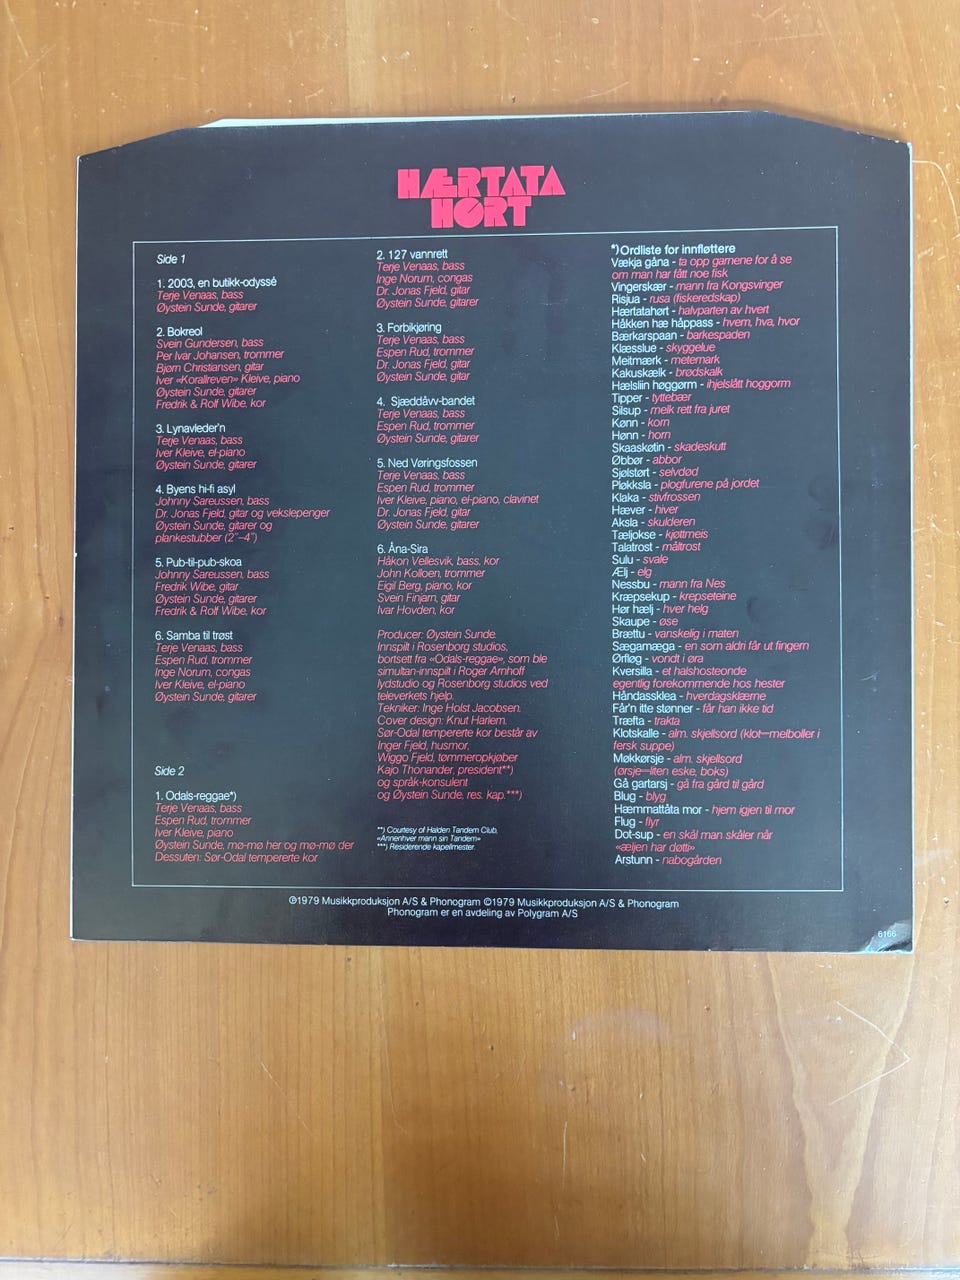 HÆRTATA
HØRT
Side 1
1. 2003, en butikk-odyssé
Terje Venaas, bass
Øystein Sunde, gitarer
2. Bokreol
Svein Gundersen, bass
Per Ivar Johansen, trommer
Bjørn Christiansen, gitar
Iver «Korallreven» Kleive, piano
Øystein Sunde, gitarer
Fredrik & Rolf Wibe, kor
3. Lynavleder'n
Terje Venaas, bass
Iver Kleive, el-piano
Øystein Sunde, gitarer
4. Byens hi-fi asyl
Johnny Sareussen, bass
Dr. Jonas Fjeld, gitar og vekslepenger
Øystein Sunde, gitarer og
plankestubber (2"–4")
5. Pub-til-pub-skoa
Johnny Sareussen, bass
Fredrik Wibe, gitar
Øystein Sunde, gitarer
Fredrik & Rolf Wibe, kor
6. Samba til trøst
Terje Venaas, bass
Espen Rud, trommer
Inge Norum, congas
Iver Kleive, el-piano
Øystein Sunde, gitarer
Side 2
1. Odals-reggae*)
Terje Venaas, bass
Espen Rud, trommer
Iver Kleive, piano
Øystein Sunde, mø-mø her og mø-mø der
Dessuten: Sør-Odal tempererte kor
2. 127 vannrett
Terje Venaas, bass
Inge Norum, congas
Dr. Jonas Fjeld, gitar
Øystein Sunde, gitarer
3. Forbikjøring
Terje Venaas, bass
Espen Rud, trommer
Dr. Jonas Fjeld, gitar
Øystein Sunde, gitarer
4. Sjæddåvv-bandet
Terje Venaas, bass
Espen Rud, trommer
Øystein Sunde, gitarer
5. Ned Vøringsfossen
Terje Venaas, bass
Espen Rud, trommer
Iver Kleive, piano, el-piano, clavinet
Dr. Jonas Fjeld, gitar
Øystein Sunde, gitarer
6. Åna-Sira
Håkon Vellesvik, bass, kor
John Kolloen, trommer
Eigil Berg, piano, kor
Svein Finjarn, gitar
Ivar Hovden, kor
Producer: Øystein Sunde.
Innspilt i Rosenborg studios,
bortsett fra «Odals-reggae», som ble
simultan-innspilt i Roger Arnhoff
lydstudio og Rosenborg studios ved
televerkets hjelp.
Tekniker: Inge Holst Jacobsen.
Cover design: Knut Harlem.
Sør-Odal tempererte kor består av
Inger Fjeld, husmor,
Wiggo Fjeld, tømmeropkjøber
Kajo Thonander, president**)
og språk-konsulent
og Øystein Sunde, res. kap.***)
**) Courtesy of Halden Tandem Club,
«Annenhiver mann sin Tandem»
***) Residerende kapellmester.
*) Ordliste for innfløttere
Vækja gåna - ta opp garnene for å se
om man har fått noe fisk
Vingerskær - mann fra Kongsvinger
Risjua - rusa (fiskeredskap)
Hærtatahørt - halvparten av hvert
Håkken hæ håppass - hvem, hva, hvor
Bærkarspaan - barkespaden
Klæsslue - skyggelue
Meitmærk - metemark
Kakuskælk - brødskalk
Hælsliin høggørm - ihjelslått hoggorm
Tipper - tyttebær
Silsup - melk rett fra juret
Kønn - korn
Hønn - horn
Skaaskøtin - skadeskutt
Øbbør - abbor
Sjølstørt - selvdød
Pløkksla - plogfurene på jordet
Klaka - stivfrossen
Hæver - hiver
Aksla - skulderen
Tæljokse - kjøttmeis
Talatrost - måltrost
Sulu - svale
Ælj - elg
Nessbu - mann fra Nes
Kræpsekup - krepseteine
Hør hælj - hver helg
Skaupe - øse
Brættu - vanskelig i maten
Sægamæga - en som aldri får ut fingern
Ørfløg - vondt i øra
Kversilla - et halshosteonde
egentlig forekommende hos hester
Håndassklea - hverdagsklærne
Får'n itte stønner - får han ikke tid
Træfta - trakta
Klotskalle - alm. skjellsord (klot—melboller i
fersk suppe)
Møkkørsje - alm. skjellsord
(ørsje—liten eske, boks)
Gå gartarsj - gå fra gård til gård
Blug - blyg
Hæmmattåta mor - hjem igjen til mor
Flug - flyr
Dot-sup - en skål man skåler når
«æljen har døtti»
Arstunn - nabogården
℗1979 Musikkproduksjon A/S & Phonogram ©1979 Musikkproduksjon A/S & Phonogram
Phonogram er en avdeling av Polygram A/S
6166